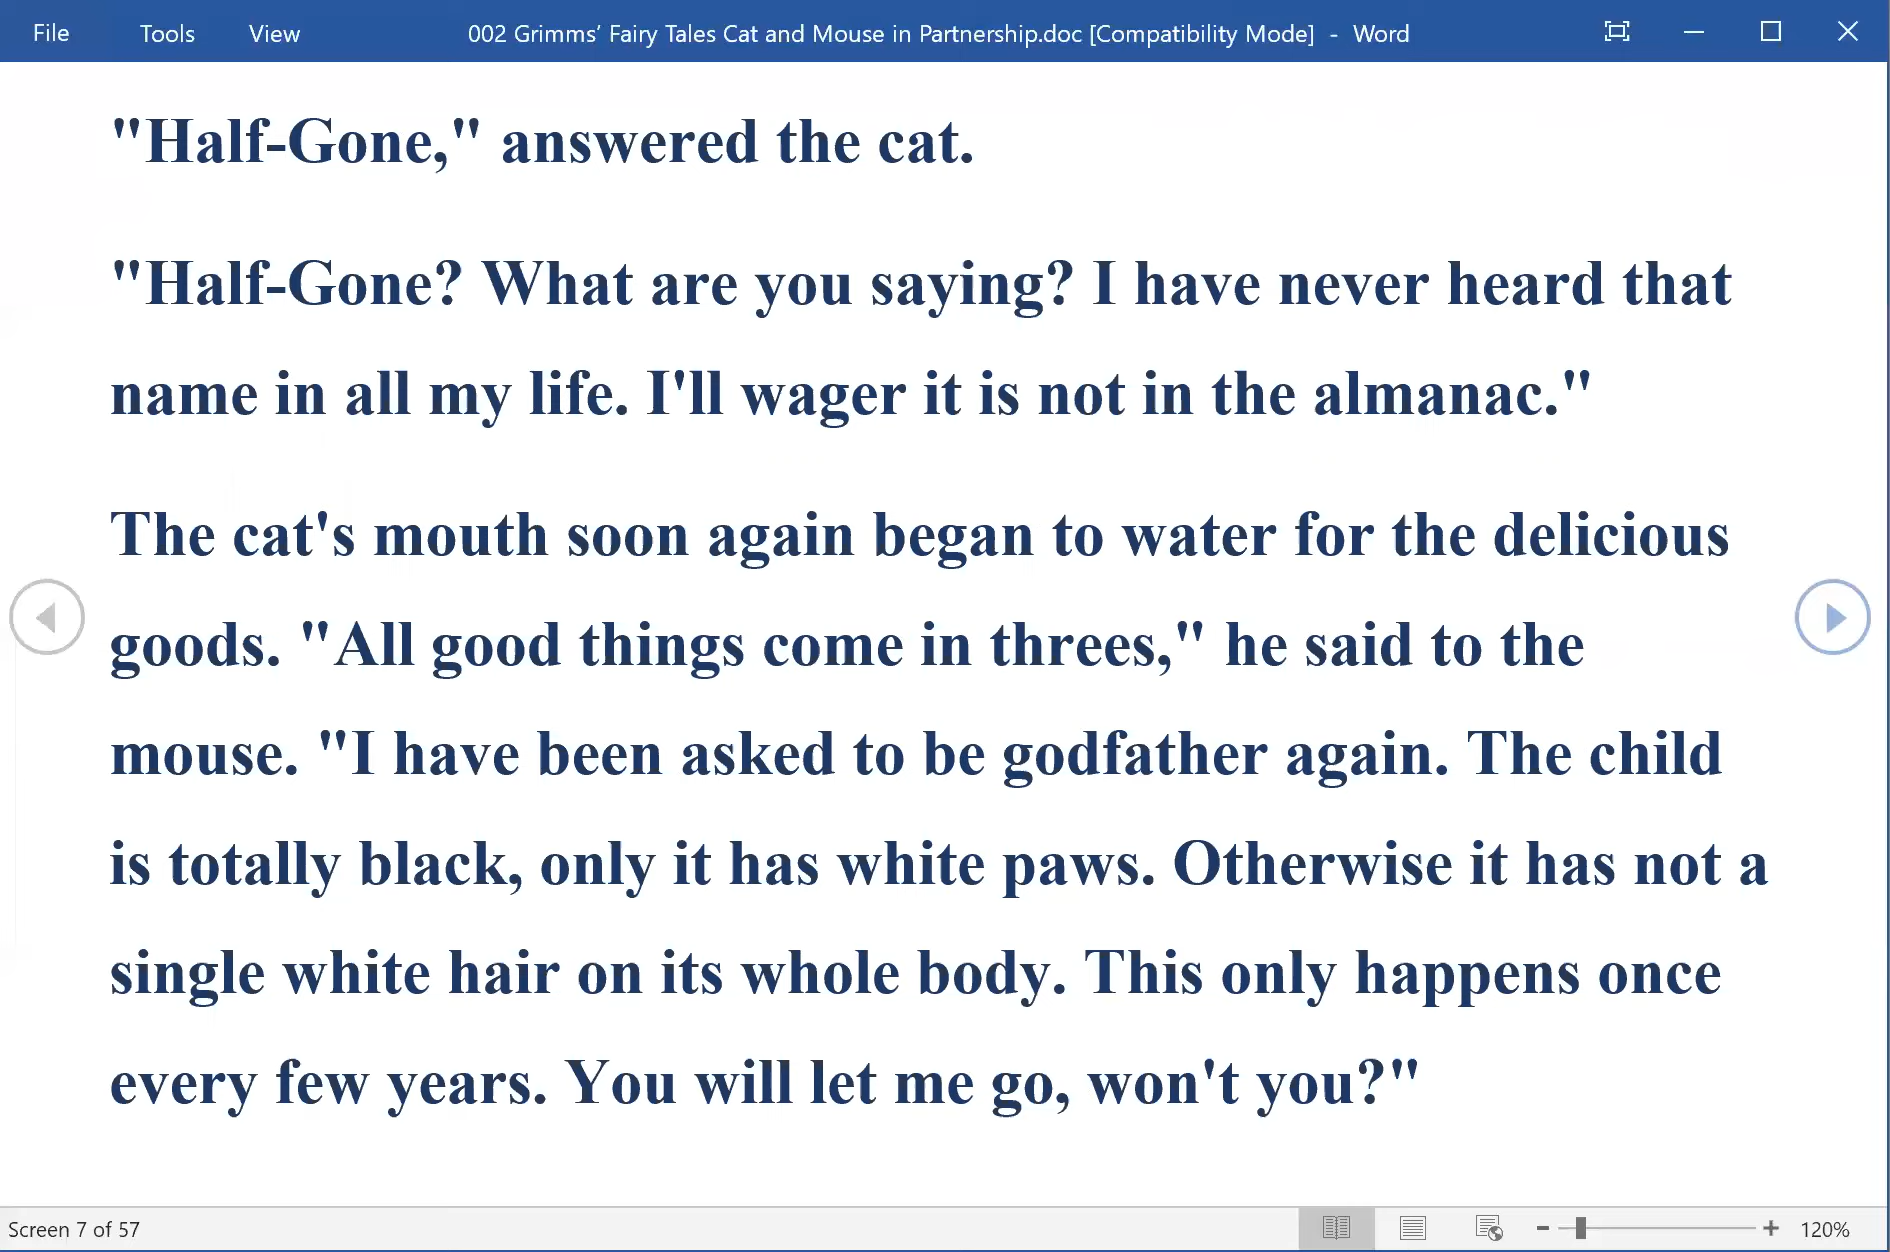 File Tools View 002 Grimms’ Fairy Tales Cat and Mouse in Partnership.doc [Compatibility Mode] - Word
"Half-Gone," answered the cat.
"Half-Gone? What are you saying? I have never heard that
name in all my life. I'll wager it is not in the almanac."
The cat's mouth soon again began to water for the delicious
goods. "All good things come in threes," he said to the
mouse. "I have been asked to be godfather again. The child
is totally black, only it has white paws. Otherwise it has not a
single white hair on its whole body. This only happens once
every few years. You will let me go, won't you?"
Screen 7 of 57 120%